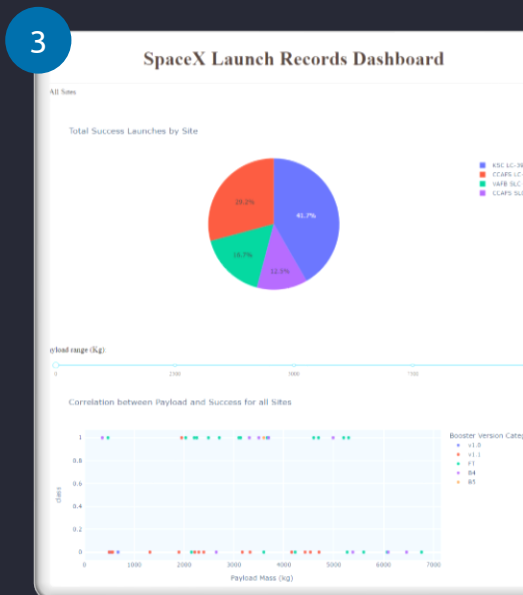 3
SpaceX Launch Records Dashboard
All Sites
Total Success Launches by Site
29.2%
41.7%
16.7%
12.5%
KSC LC-39
CCAFS LC-
VAFB SLC-
CCAFS SLC
yload range (Kg)
0 2500 5000 7500
Correlation between Payload and Success for all Sites
class
1
0.8
0.6
0.4
0.2
0
0 1000 2000 3000 4000 5000 6000 7000
Payload Mass (kg)
Booster Version Categ
v1.0
v1.1
FT
B4
B5